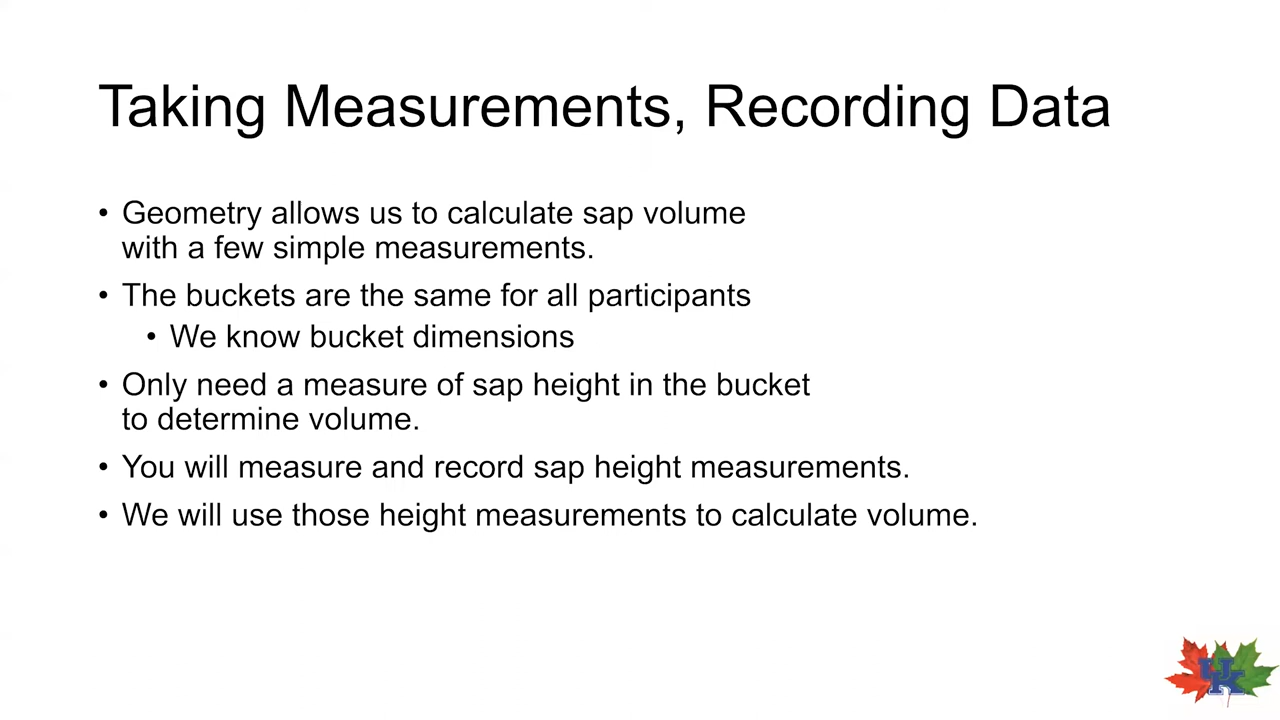 Taking Measurements, Recording Data
• Geometry allows us to calculate sap volume
with a few simple measurements.
• The buckets are the same for all participants
• We know bucket dimensions
• Only need a measure of sap height in the bucket
to determine volume.
• You will measure and record sap height measurements.
• We will use those height measurements to calculate volume.
UK